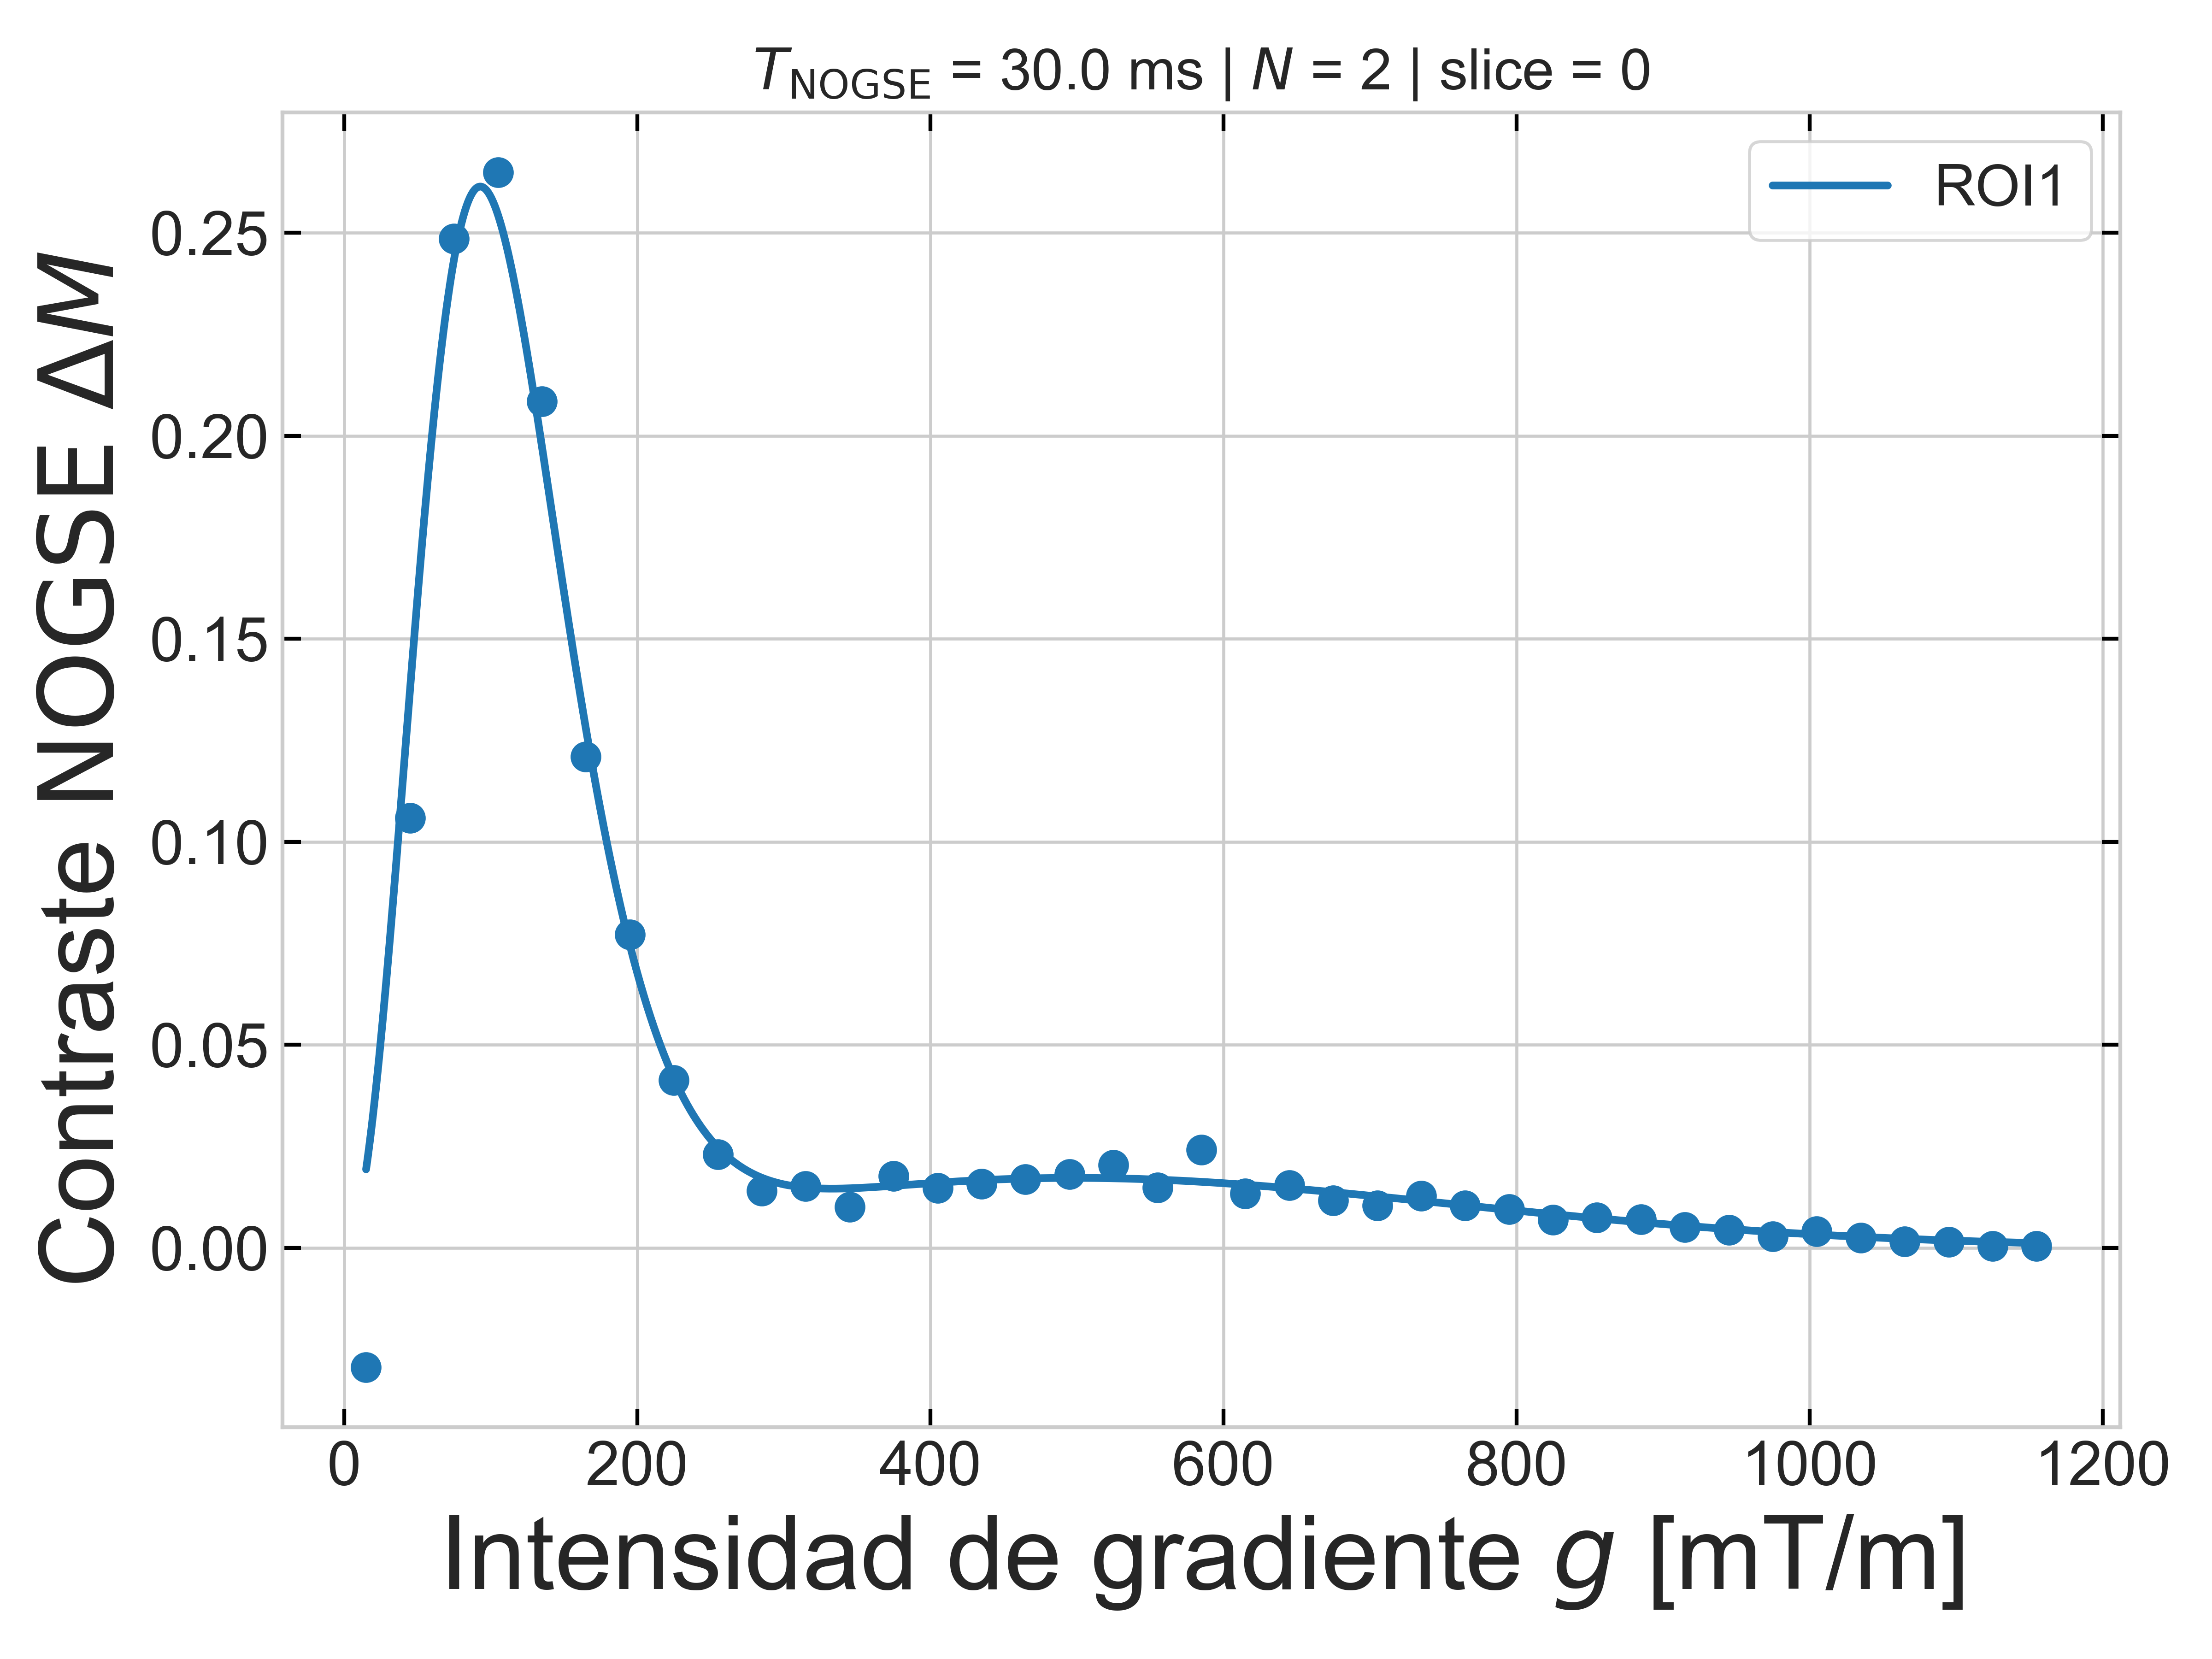 T_NOGSE = 30.0 ms | N = 2 | slice = 0
ROI1
Contraste NOGSE ΔM
0.25
0.20
0.15
0.10
0.05
0.00
0 200 400 600 800 1000 1200
Intensidad de gradiente g [mT/m]